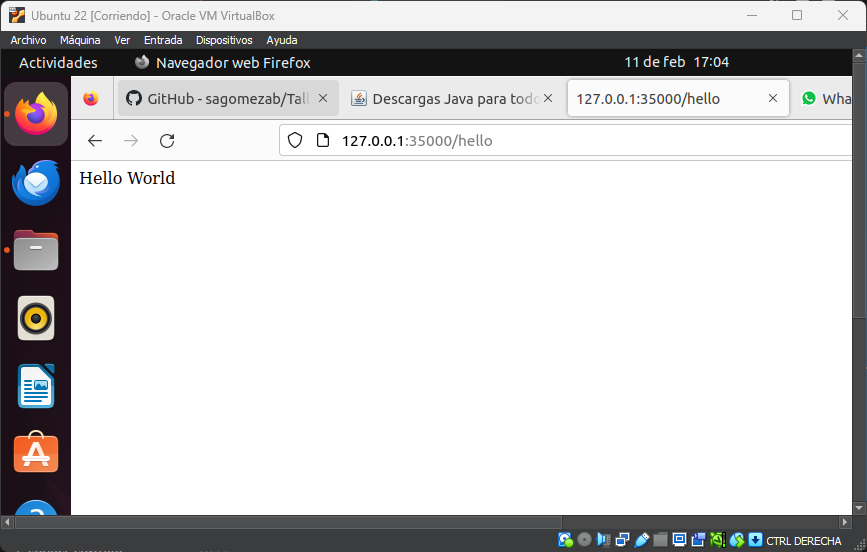 Ubuntu 22 [Corriendo] - Oracle VM VirtualBox
Archivo Máquina Ver Entrada Dispositivos Ayuda
Actividades Navegador web Firefox 11 de feb 17:04
GitHub - sagomezab/Tall Descargas Java para todo 127.0.0.1:35000/hello Wha
127.0.0.1:35000/hello
Hello World
CTRL DERECHA